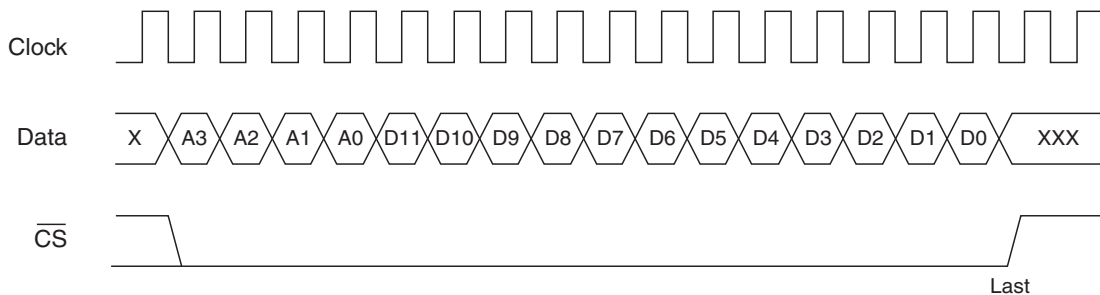 Clock
Data X A3 A2 A1 A0 D11 D10 D9 D8 D7 D6 D5 D4 D3 D2 D1 D0 XXX
C̅S̅
Last